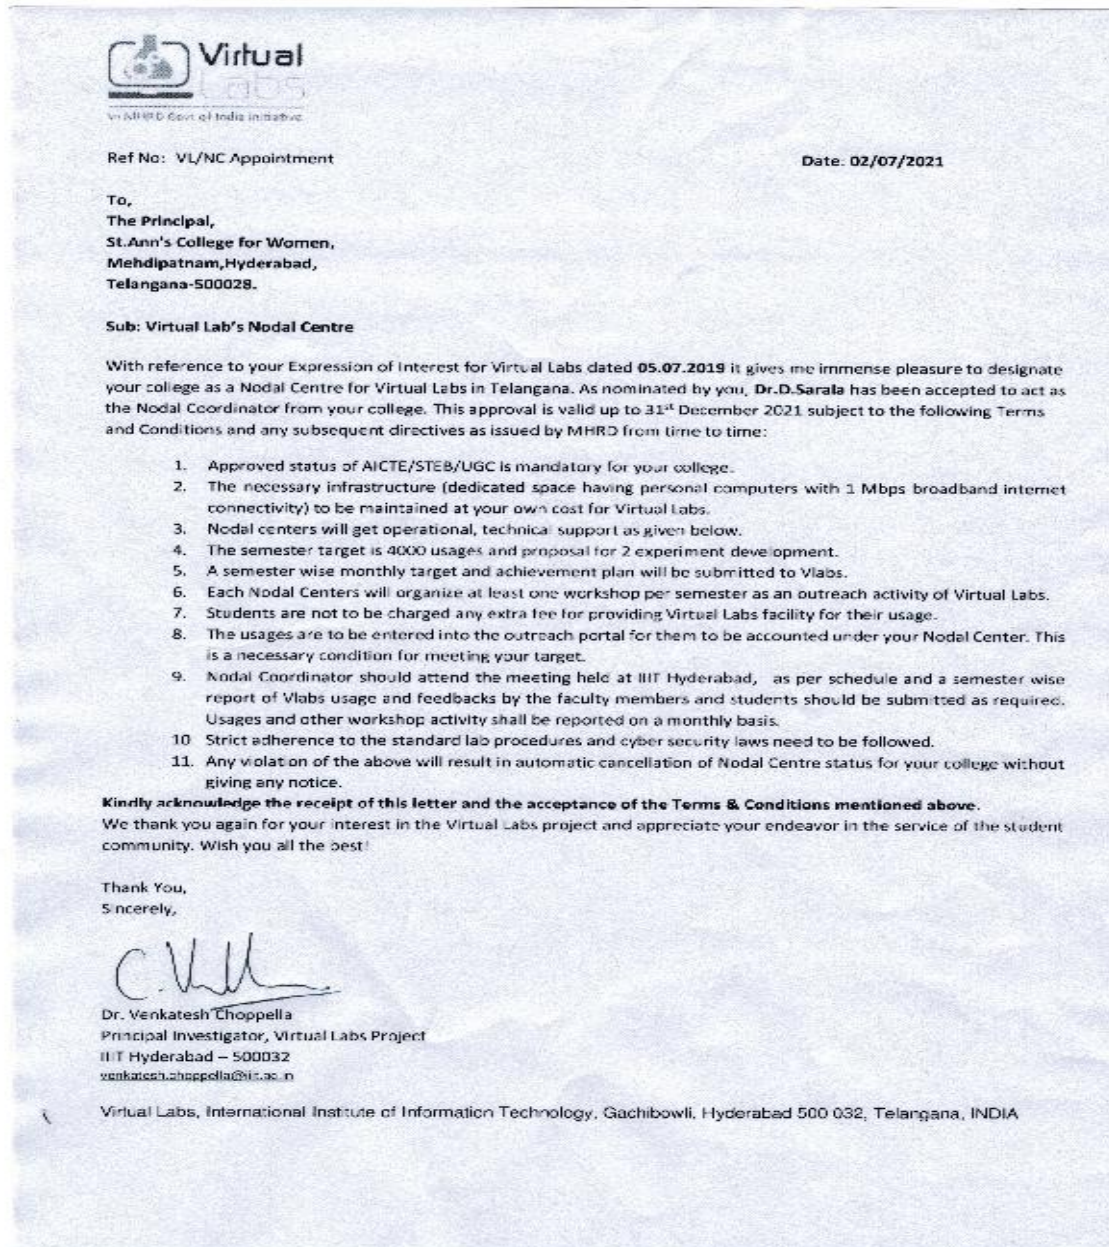 Virtual
Labs
An MHRD Govt of India Initiative
Ref No: VL/NC Appointment
Date: 02/07/2021
To,
The Principal,
St.Ann's College for Women,
Mehdipatnam,Hyderabad,
Telangana-500028.
Sub: Virtual Lab's Nodal Centre
With reference to your Expression of Interest for Virtual Labs dated 05.07.2019 it gives me immense pleasure to designate
your college as a Nodal Centre for Virtual Labs in Telangana. As nominated by you, Dr.D.Sarala has been accepted to act as
the Nodal Coordinator from your college. This approval is valid up to 31st December 2021 subject to the following Terms
and Conditions and any subsequent directives as issued by MHRD from time to time:
1. Approved status of AICTE/STEB/UGC is mandatory for your college.
2. The necessary infrastructure (dedicated space having personal computers with 1 Mbps broadband internet
connectivity) to be maintained at your own cost for Virtual Labs.
3. Nodal centers will get operational, technical support as given below.
4. The semester target is 4000 usages and proposal for 2 experiment development.
5. A semester wise monthly target and achievement plan will be submitted to Vlabs.
6. Each Nodal Centers will organize at least one workshop per semester as an outreach activity of Virtual Labs.
7. Students are not to be charged any extra fee for providing Virtual Labs facility for their usage.
8. The usages are to be entered into the outreach portal for them to be accounted under your Nodal Center. This
is a necessary condition for meeting your target.
9. Nodal Coordinator should attend the meeting held at IIIT Hyderabad, as per schedule and a semester wise
report of Vlabs usage and feedbacks by the faculty members and students should be submitted as required.
Usages and other workshop activity shall be reported on a monthly basis.
10 Strict adherence to the standard lab procedures and cyber security laws need to be followed.
11. Any violation of the above will result in automatic cancellation of Nodal Centre status for your college without
giving any notice.
Kindly acknowledge the receipt of this letter and the acceptance of the Terms & Conditions mentioned above.
We thank you again for your interest in the Virtual Labs project and appreciate your endeavor in the service of the student
community. Wish you all the best!
Thank You,
Sincerely,
Dr. Venkatesh Choppella
Principal Investigator, Virtual Labs Project
IIIT Hyderabad – 500032
venkatesh.choppella@iiit.ac.in
Virtual Labs, International Institute of Information Technology, Gachibowli, Hyderabad 500 032, Telangana, INDIA